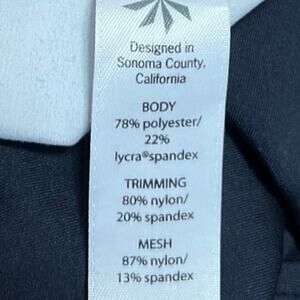 Designed in
Sonoma County,
California
BODY
78% polyester/
22%
lycra®spandex
TRIMMING
80% nylon/
20% spandex
MESH
87% nylon/
13% spandex